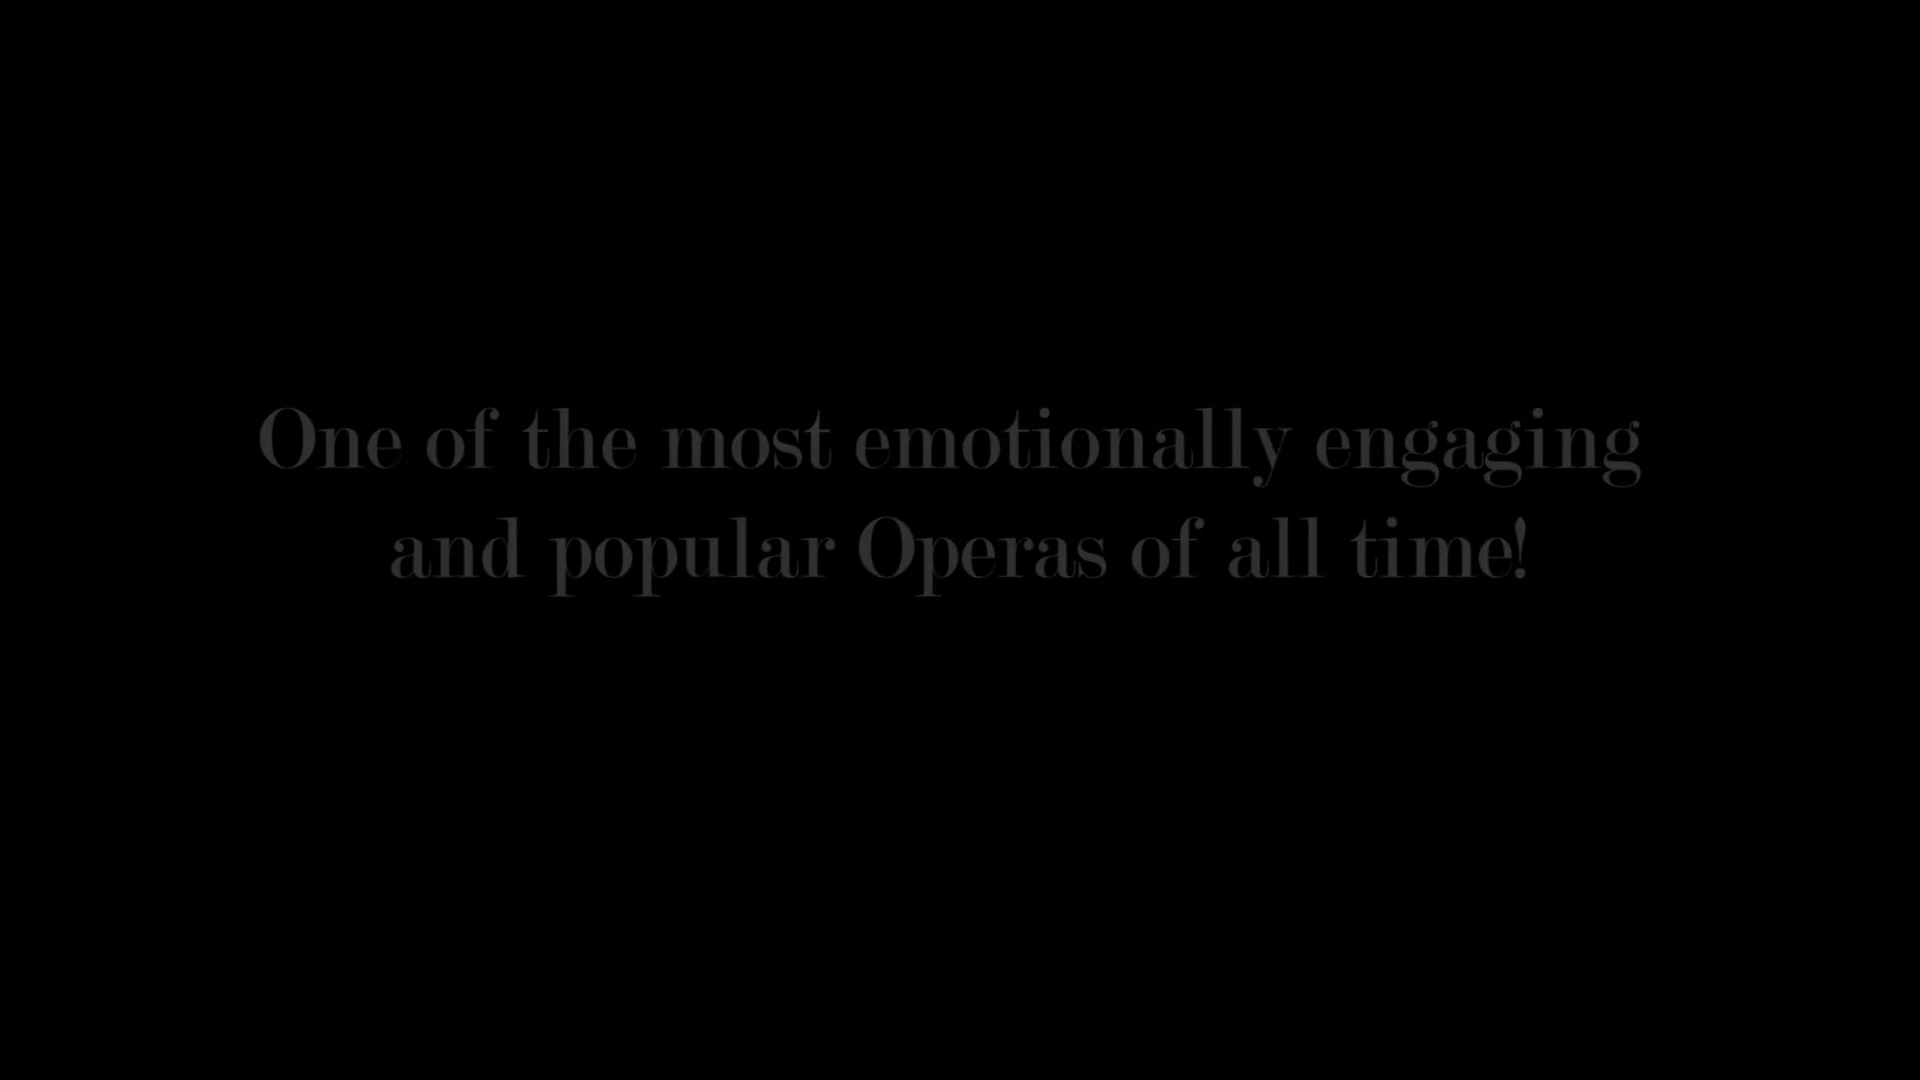 One of the most emotionally engaging
and popular Operas of all time!